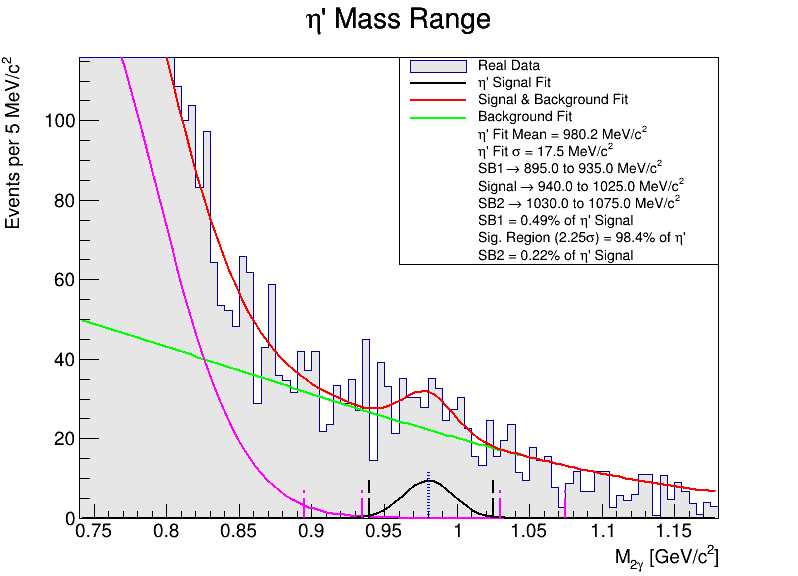 η' Mass Range
Events per 5 MeV/c²
Real Data
η' Signal Fit
Signal & Background Fit
Background Fit
η' Fit Mean = 980.2 MeV/c²
η' Fit σ = 17.5 MeV/c²
SB1 → 895.0 to 935.0 MeV/c²
Signal → 940.0 to 1025.0 MeV/c²
SB2 → 1030.0 to 1075.0 MeV/c²
SB1 = 0.49% of η' Signal
Sig. Region (2.25σ) = 98.4% of η'
SB2 = 0.22% of η' Signal
100
80
60
40
20
0
0.75 0.8 0.85 0.9 0.95 1 1.05 1.1 1.15
M₂γ [GeV/c²]